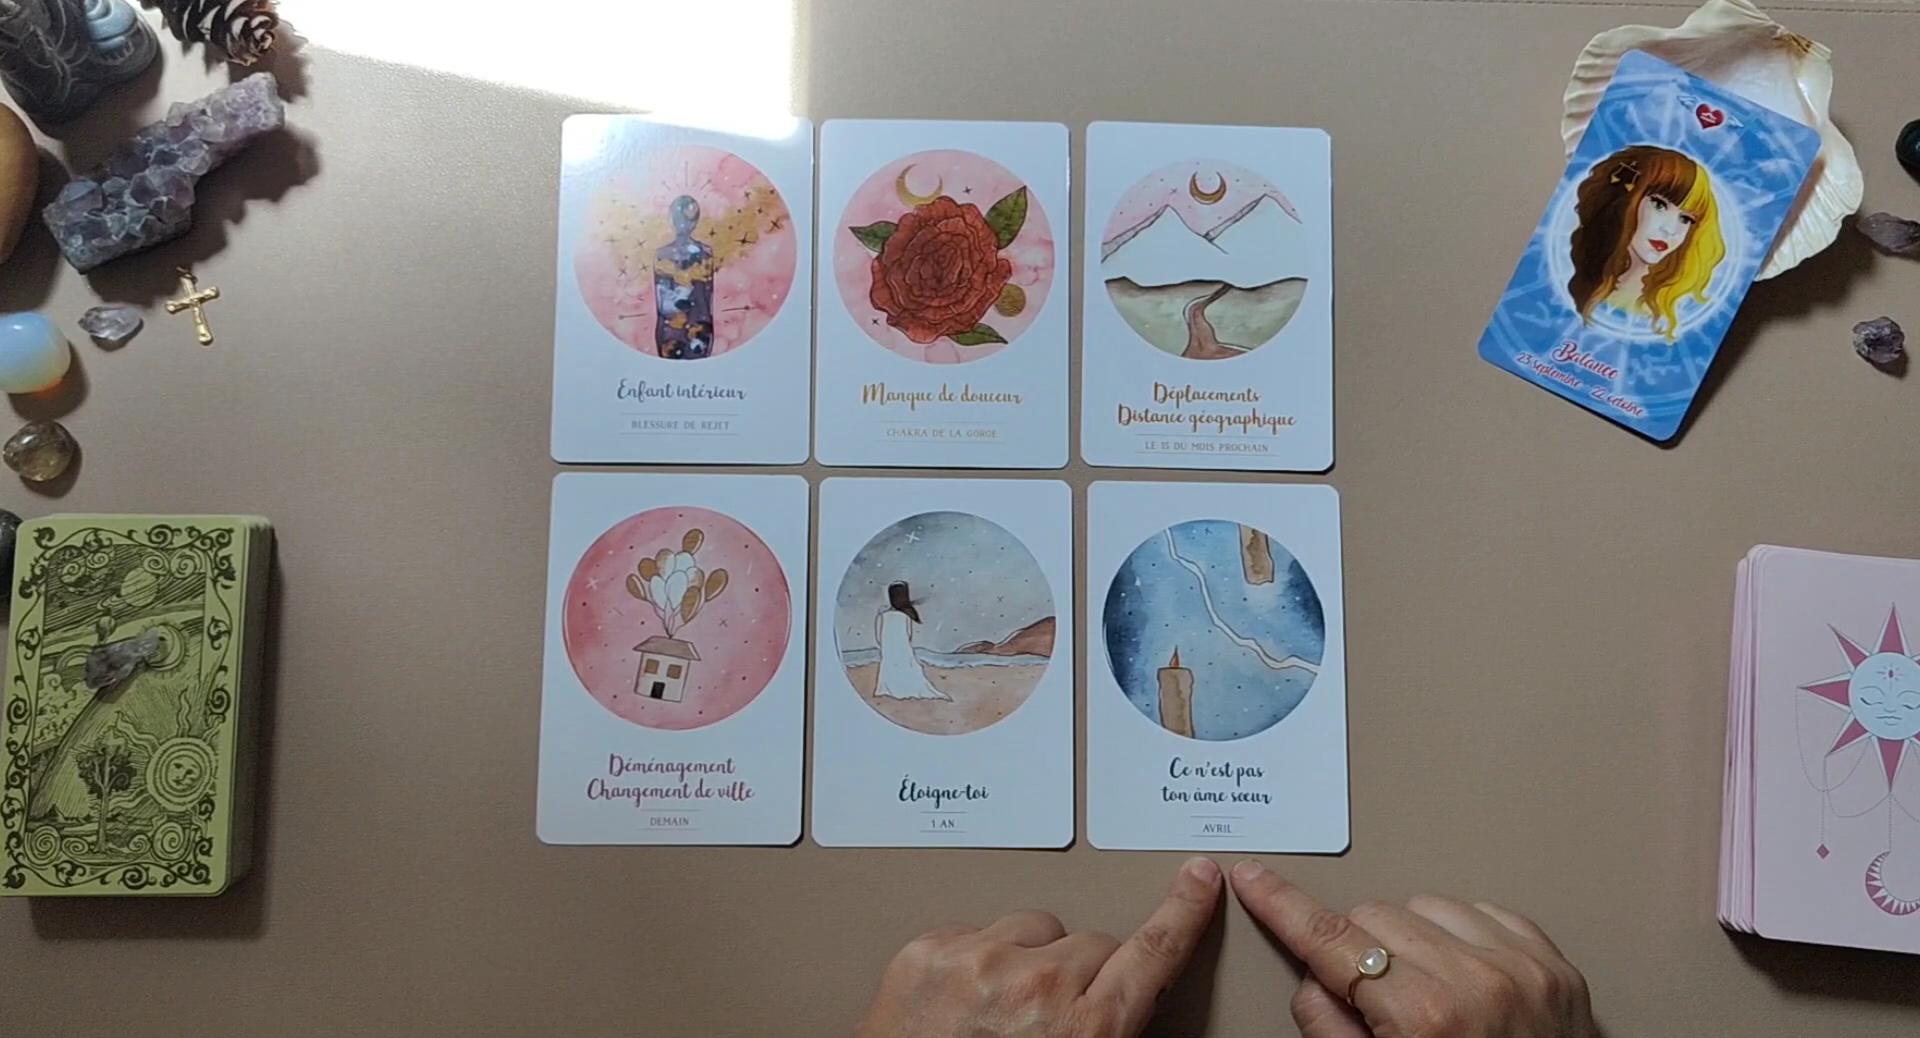 Enfant intérieur
BLESSURE DE REJET
Manque de douceur
CHAKRA DE LA GORGE
Déplacements
Distance géographique
LE 15 DU MOIS PROCHAIN
Balance
23 septembre - 22 octobre
Déménagement
Changement de ville
DEMAIN
Éloigne-toi
1 AN
Ce n'est pas
ton âme sœur
AVRIL